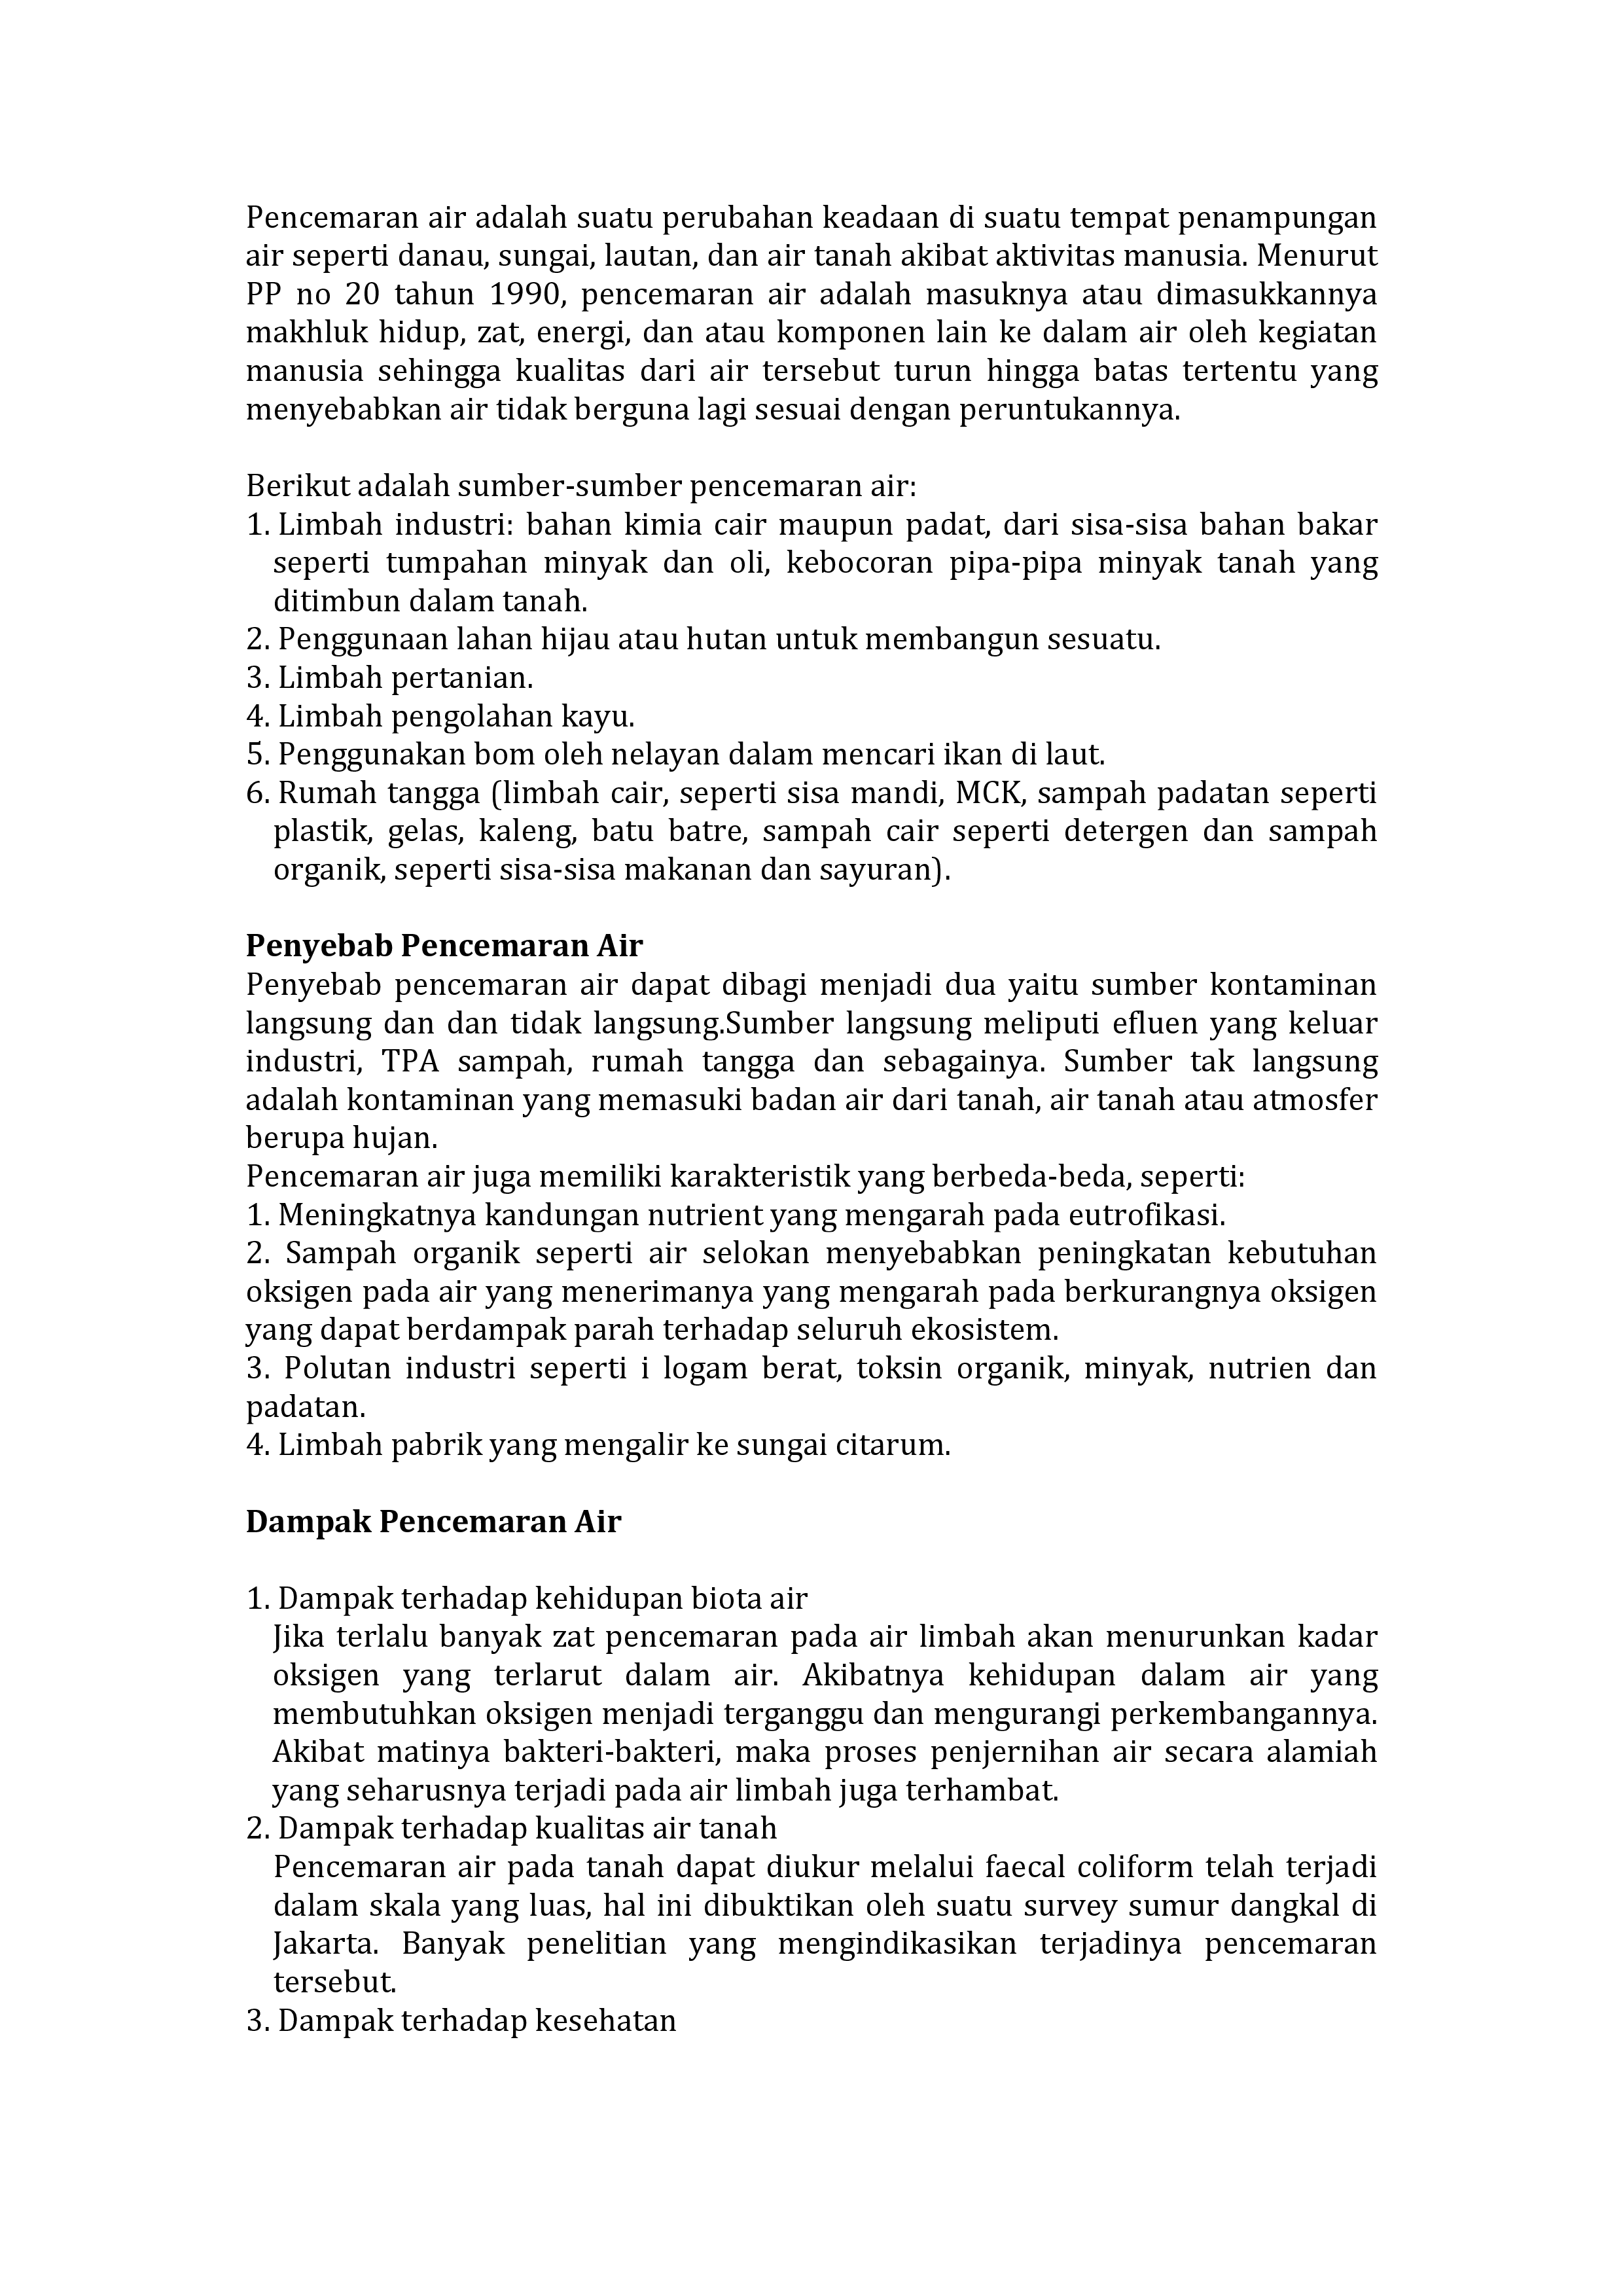 Pencemaran air adalah suatu perubahan keadaan di suatu tempat penampungan
air seperti danau, sungai, lautan, dan air tanah akibat aktivitas manusia. Menurut
PP no 20 tahun 1990, pencemaran air adalah masuknya atau dimasukkannya
makhluk hidup, zat, energi, dan atau komponen lain ke dalam air oleh kegiatan
manusia sehingga kualitas dari air tersebut turun hingga batas tertentu yang
menyebabkan air tidak berguna lagi sesuai dengan peruntukannya.
Berikut adalah sumber-sumber pencemaran air:
1. Limbah industri: bahan kimia cair maupun padat, dari sisa-sisa bahan bakar
seperti tumpahan minyak dan oli, kebocoran pipa-pipa minyak tanah yang
ditimbun dalam tanah.
2. Penggunaan lahan hijau atau hutan untuk membangun sesuatu.
3. Limbah pertanian.
4. Limbah pengolahan kayu.
5. Penggunakan bom oleh nelayan dalam mencari ikan di laut.
6. Rumah tangga (limbah cair, seperti sisa mandi, MCK, sampah padatan seperti
plastik, gelas, kaleng, batu batre, sampah cair seperti detergen dan sampah
organik, seperti sisa-sisa makanan dan sayuran).
Penyebab Pencemaran Air
Penyebab pencemaran air dapat dibagi menjadi dua yaitu sumber kontaminan
langsung dan dan tidak langsung.Sumber langsung meliputi efluen yang keluar
industri, TPA sampah, rumah tangga dan sebagainya. Sumber tak langsung
adalah kontaminan yang memasuki badan air dari tanah, air tanah atau atmosfer
berupa hujan.
Pencemaran air juga memiliki karakteristik yang berbeda-beda, seperti:
1. Meningkatnya kandungan nutrient yang mengarah pada eutrofikasi.
2. Sampah organik seperti air selokan menyebabkan peningkatan kebutuhan
oksigen pada air yang menerimanya yang mengarah pada berkurangnya oksigen
yang dapat berdampak parah terhadap seluruh ekosistem.
3. Polutan industri seperti i logam berat, toksin organik, minyak, nutrien dan
padatan.
4. Limbah pabrik yang mengalir ke sungai citarum.
Dampak Pencemaran Air
1. Dampak terhadap kehidupan biota air
Jika terlalu banyak zat pencemaran pada air limbah akan menurunkan kadar
oksigen yang terlarut dalam air. Akibatnya kehidupan dalam air yang
membutuhkan oksigen menjadi terganggu dan mengurangi perkembangannya.
Akibat matinya bakteri-bakteri, maka proses penjernihan air secara alamiah
yang seharusnya terjadi pada air limbah juga terhambat.
2. Dampak terhadap kualitas air tanah
Pencemaran air pada tanah dapat diukur melalui faecal coliform telah terjadi
dalam skala yang luas, hal ini dibuktikan oleh suatu survey sumur dangkal di
Jakarta. Banyak penelitian yang mengindikasikan terjadinya pencemaran
tersebut.
3. Dampak terhadap kesehatan